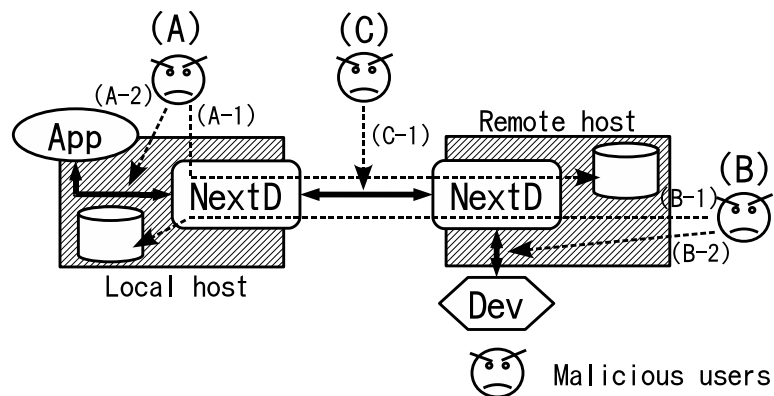 (A)
(C)
(A-2)
(A-1)
App
(C-1)
Remote host
(B)
NextD
NextD
(B-1)
(B-2)
Local host
Dev
Malicious users